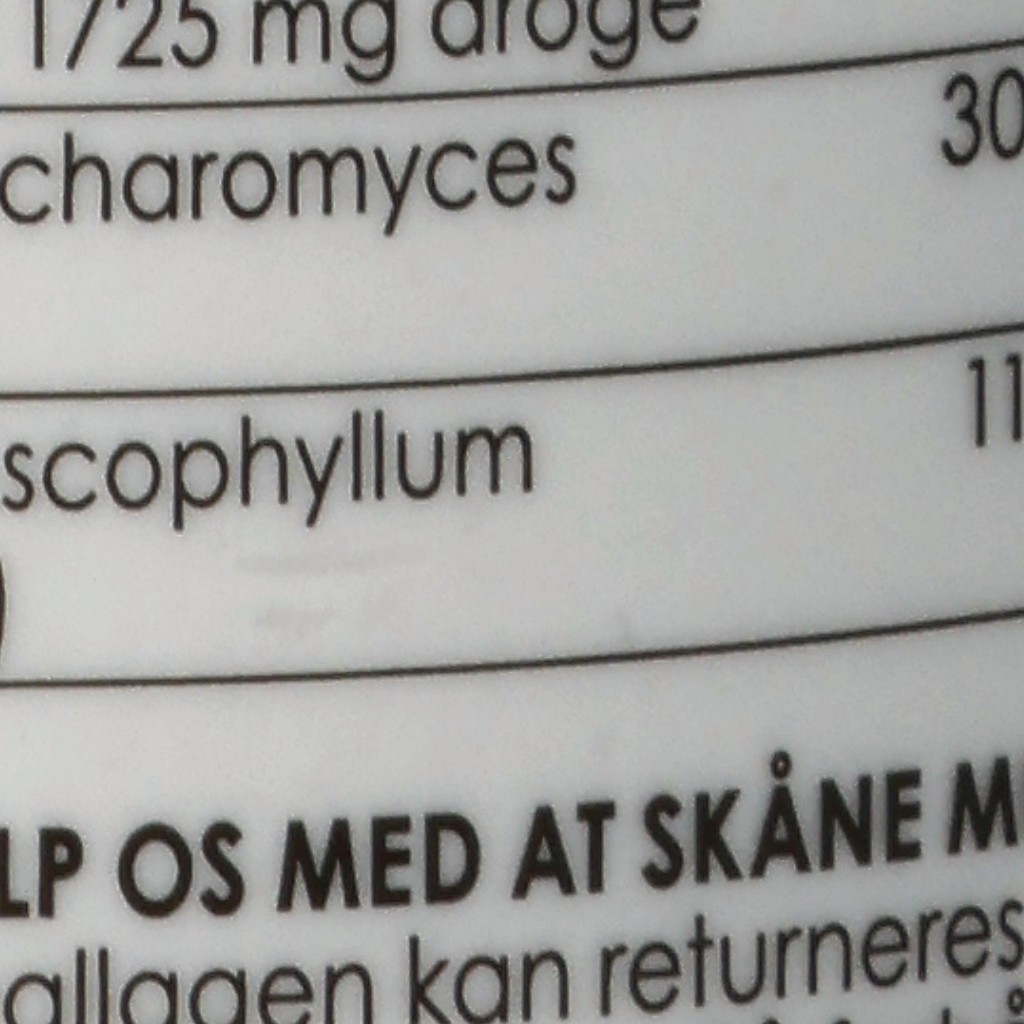 1725 mg droge
charomyces 30
scophyllum 11
)
LP OS MED AT SKÅNE M
allagen kan returneres